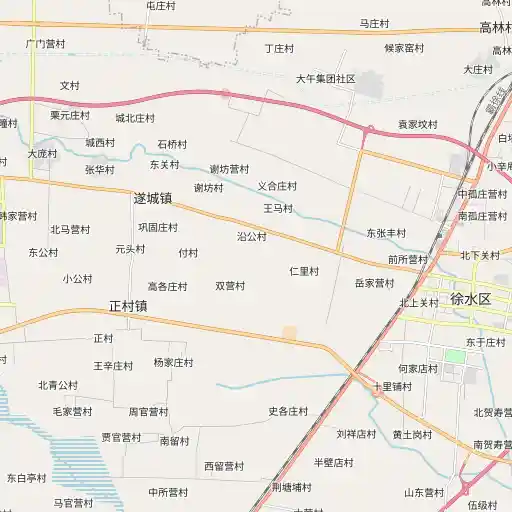 屯庄村
马庄村
高林村
广门营村
丁庄村
候家窑村
大庄村
大午集团社区
文村
霸徐线
栗元庄村
城北庄村
袁家坟村
城西村
石桥村
大庞村
东关村
张华村
谢坊营村
谢坊村
义合庄村
中孤庄营村
遂城镇
王马村
南孤庄营村
韩家营村
北马营村
巩固庄村
沿公村
东张丰村
东公村
元头村
付村
前所营村
北下关村
仁里村
小公村
高各庄村
双营村
岳家营村
正村镇
北上关村
徐水区
正村
东于庄村
王辛庄村
杨家庄村
何家店村
北青公村
十里铺村
毛家营村
周官营村
史各庄村
北贺寿营
贾官营村
南留村
刘祥店村
黄土岗村
南贺寿营
西留村
半壁店村
东白亭村
中所营村
荆塘埔村
山东营村
马官营村
伍级村